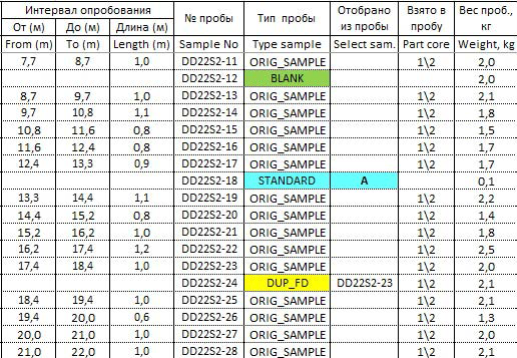 Интервал опробования № пробы Тип пробы Отобрано из пробы Взято в пробу Вес проб., кг
От (м) До (м) Длина (м)
From (m) To (m) Length (m) Sample No Type sample Select sam. Part core Weight, kg
7,7 8,7 1,0 DD22S2-11 ORIG_SAMPLE 1\2 2,0
DD22S2-12 BLANK 2,0
8,7 9,7 1,0 DD22S2-13 ORIG_SAMPLE 1\2 2,1
9,7 10,8 1,1 DD22S2-14 ORIG_SAMPLE 1\2 1,8
10,8 11,6 0,8 DD22S2-15 ORIG_SAMPLE 1\2 1,5
11,6 12,4 0,8 DD22S2-16 ORIG_SAMPLE 1\2 1,7
12,4 13,3 0,9 DD22S2-17 ORIG_SAMPLE 1\2 1,7
DD22S2-18 STANDARD A 0,1
13,3 14,4 1,1 DD22S2-19 ORIG_SAMPLE 1\2 2,2
14,4 15,2 0,8 DD22S2-20 ORIG_SAMPLE 1\2 1,4
15,2 16,2 1,0 DD22S2-21 ORIG_SAMPLE 1\2 1,8
16,2 17,4 1,2 DD22S2-22 ORIG_SAMPLE 1\2 2,5
17,4 18,4 1,0 DD22S2-23 ORIG_SAMPLE 1\2 2,0
DD22S2-24 DUP_FD DD22S2-23 1\2 2,1
18,4 19,4 1,0 DD22S2-25 ORIG_SAMPLE 1\2 2,1
19,4 20,0 0,6 DD22S2-26 ORIG_SAMPLE 1\2 1,3
20,0 21,0 1,0 DD22S2-27 ORIG_SAMPLE 1\2 2,0
21,0 22,0 1,0 DD22S2-28 ORIG_SAMPLE 1\2 2,1